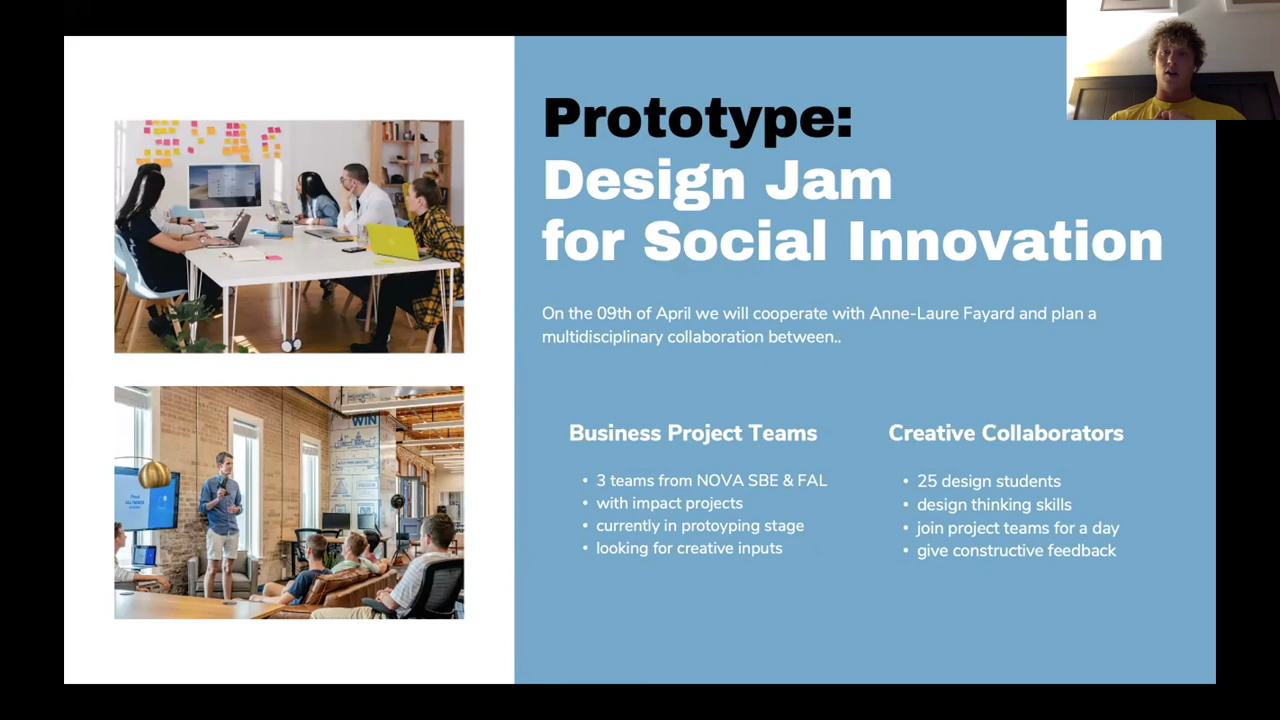 Prototype:
Design Jam
for Social Innovation
On the 09th of April we will cooperate with Anne-Laure Fayard and plan a
multidisciplinary collaboration between..
Business Project Teams
• 3 teams from NOVA SBE & FAL
• with impact projects
• currently in protoyping stage
• looking for creative inputs
Creative Collaborators
• 25 design students
• design thinking skills
• join project teams for a day
• give constructive feedback
WIN